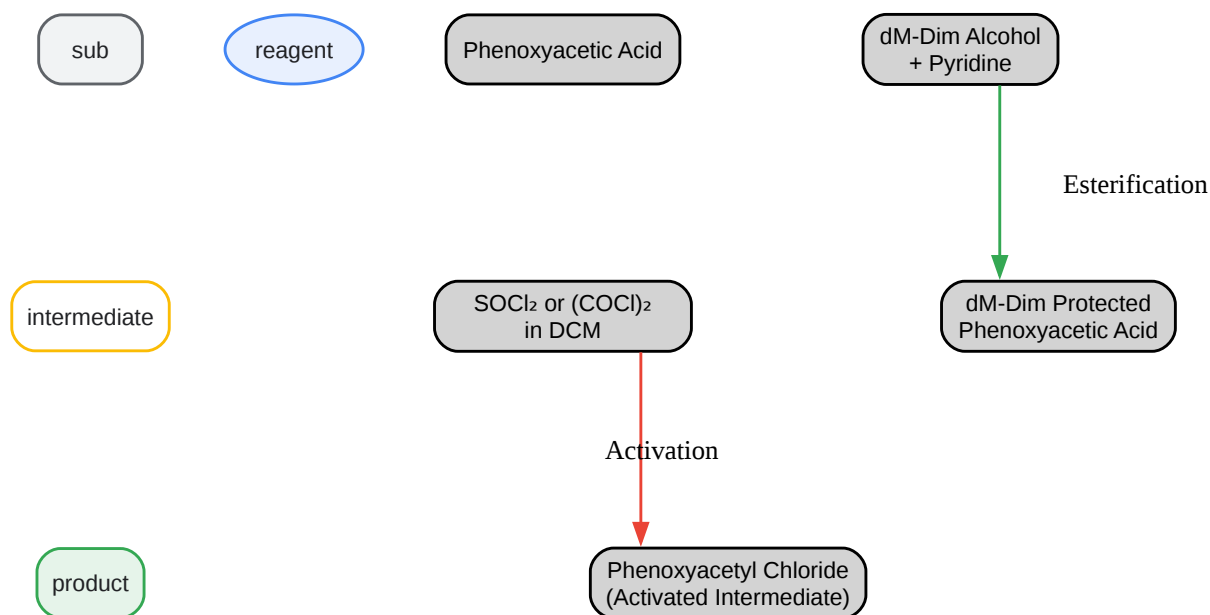 sub
reagent
Phenoxyacetic Acid
dM-Dim Alcohol
+ Pyridine
Esterification
intermediate
SOCl₂ or (COCl)₂
in DCM
dM-Dim Protected
Phenoxyacetic Acid
Activation
product
Phenoxyacetyl Chloride
(Activated Intermediate)